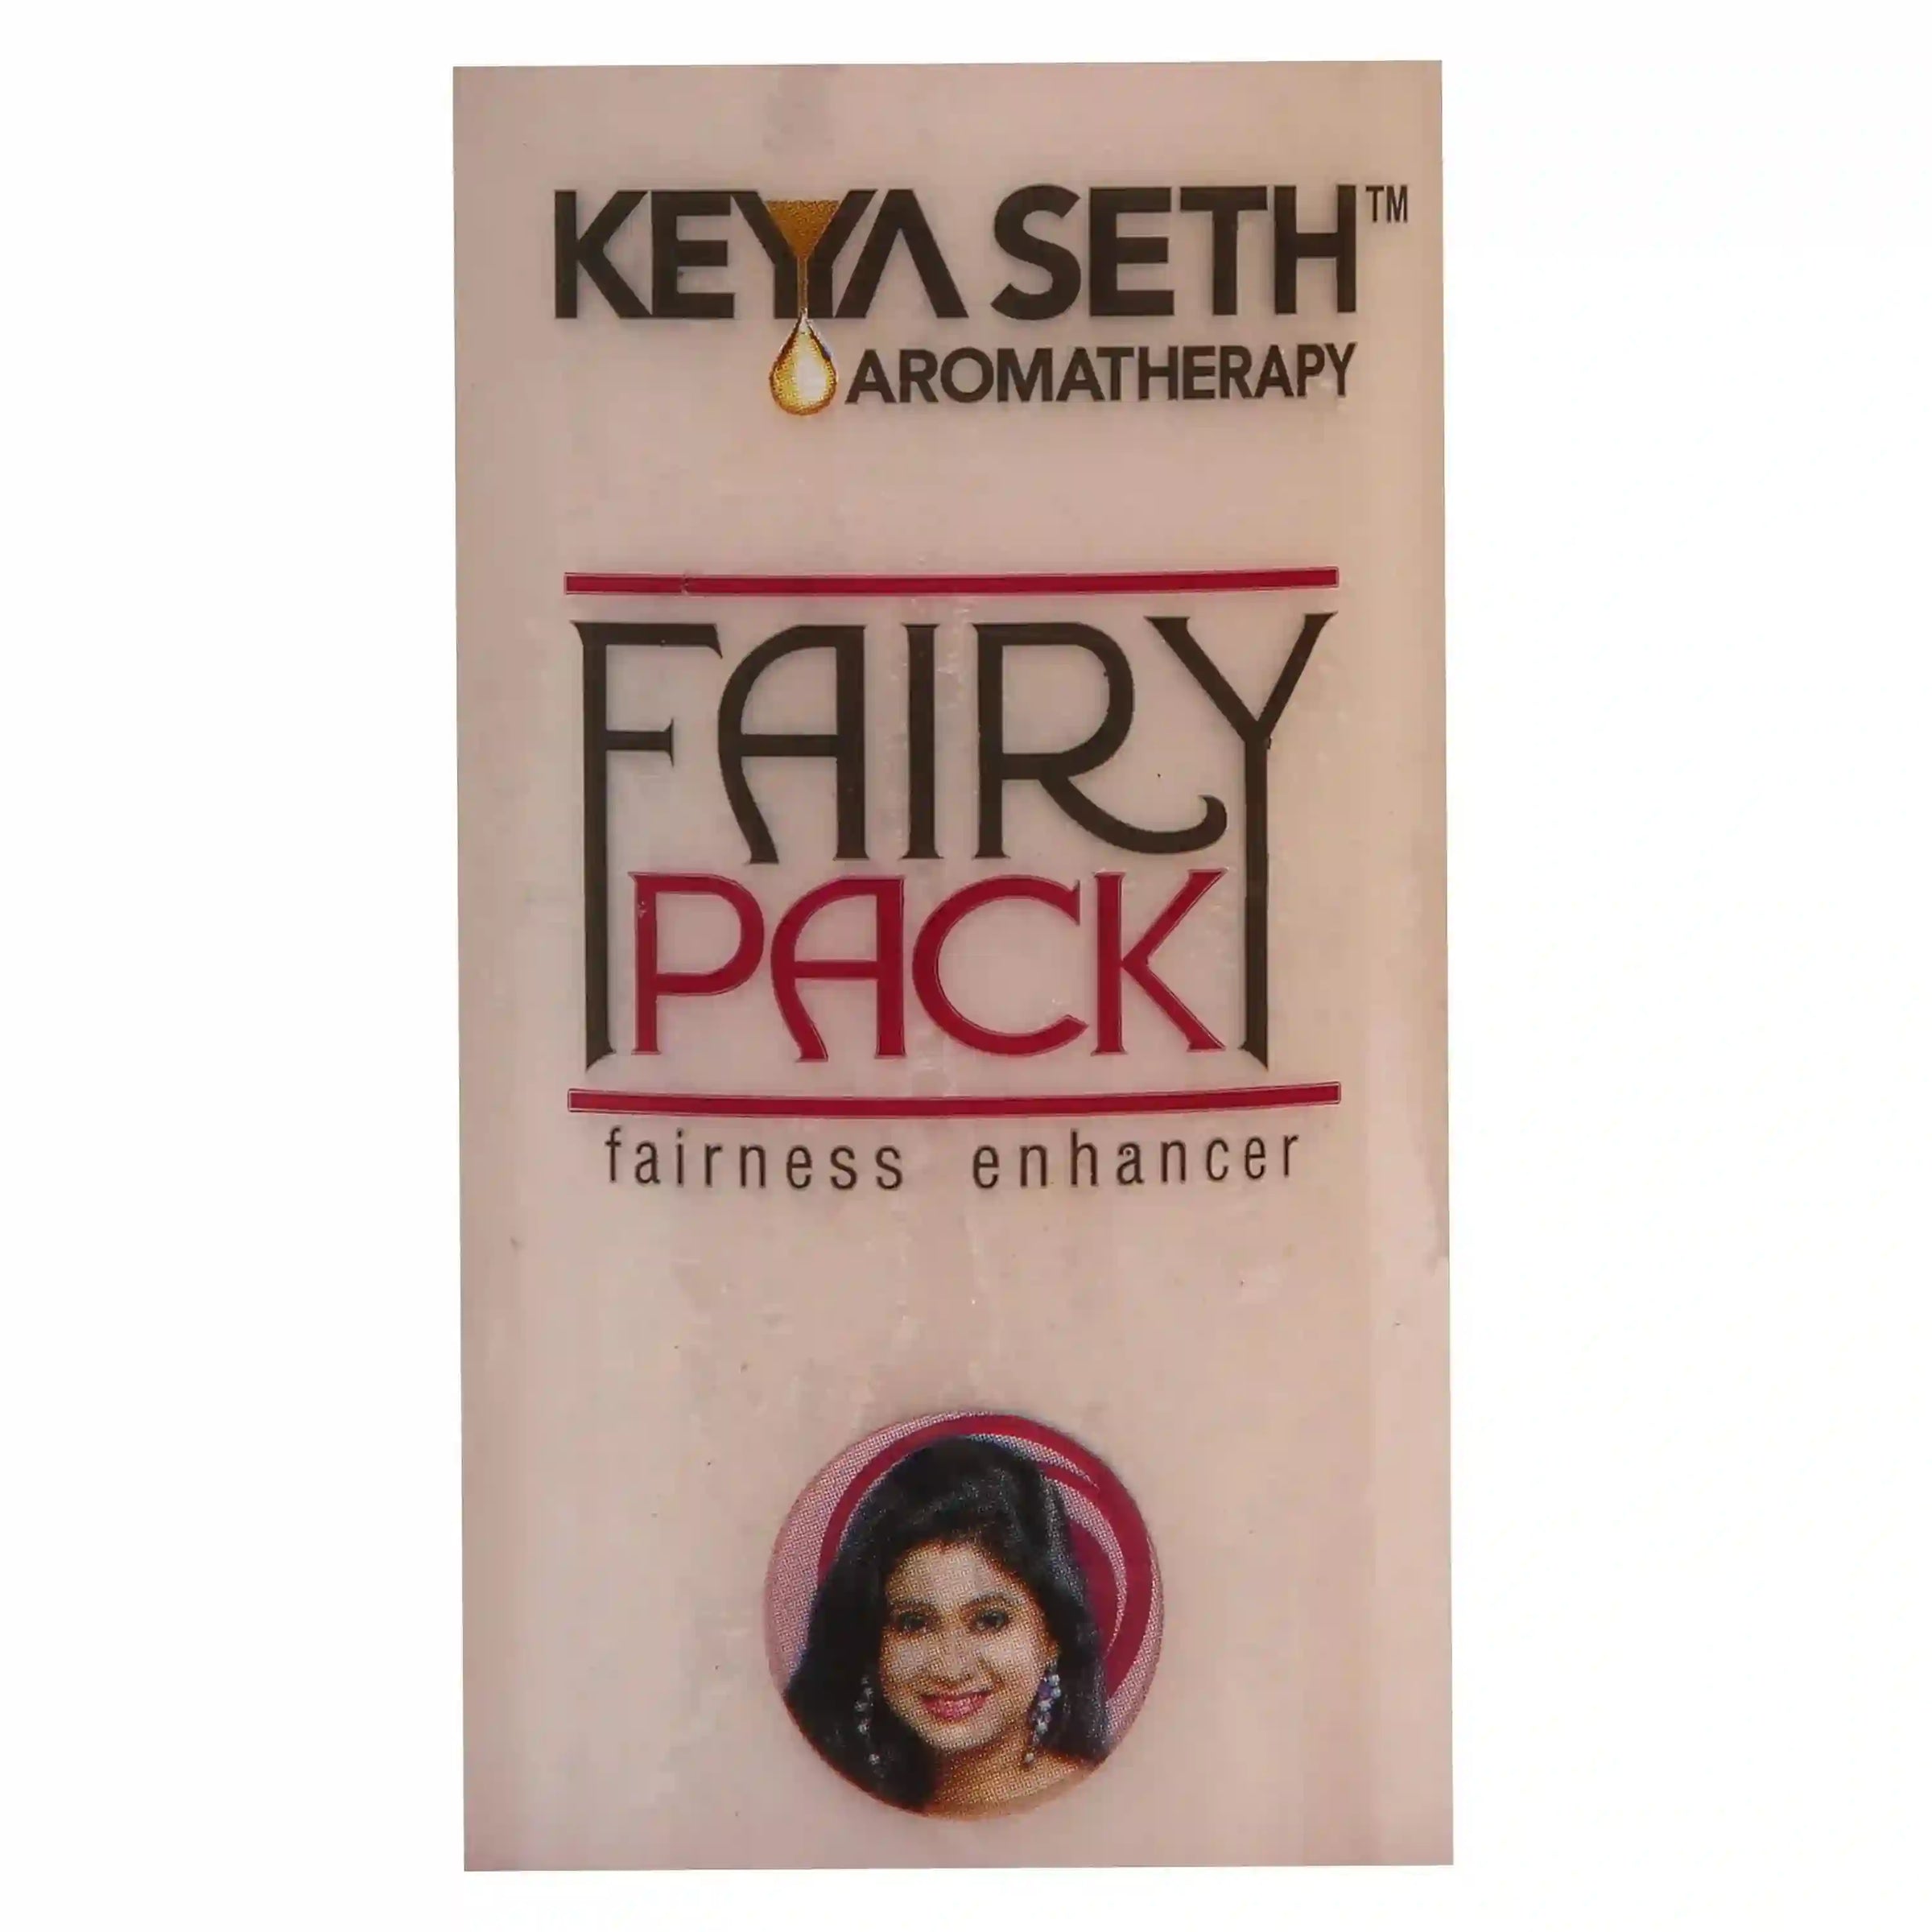 KEYA SETH™
AROMATHERAPY
FAIRY
PACK
fairness enhancer